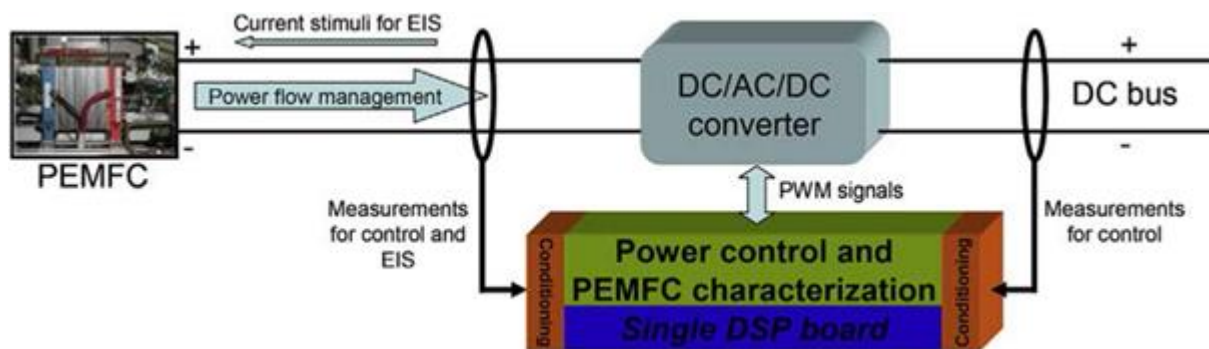 Current stimuli for EIS
+
Power flow management
-
PEMFC
DC/AC/DC
converter
+
DC bus
-
PWM signals
Measurements
for control and
EIS
Measurements
for control
Conditioning
Power control and
PEMFC characterization
Single DSP board
Conditioning